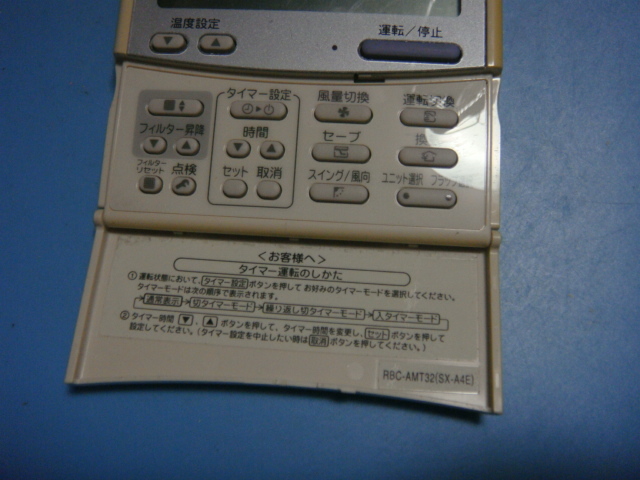 温度設定
運転／停止
タイマー設定
風量切換
運転切換
フィルター昇降
時間
セーブ
換
フィルター
リセット
点検
セット
取消
スイング/風向
ユニット選択
＜お客様へ＞
タイマー運転のしかた
① 運転状態において、タイマー設定ボタンを押して お好みのタイマーモードを選択してください。
タイマーモードは次の順序で表示されます。
通常表示→切タイマーモード→繰り返し切タイマーモード→入タイマーモード
② タイマー時間▼、▲ボタンを押して、タイマー時間を変更し、セットボタンを押して
設定してください。（タイマー設定を中止したい時は取消ボタンを押してください。）
RBC-AMT32(SX-A4E)